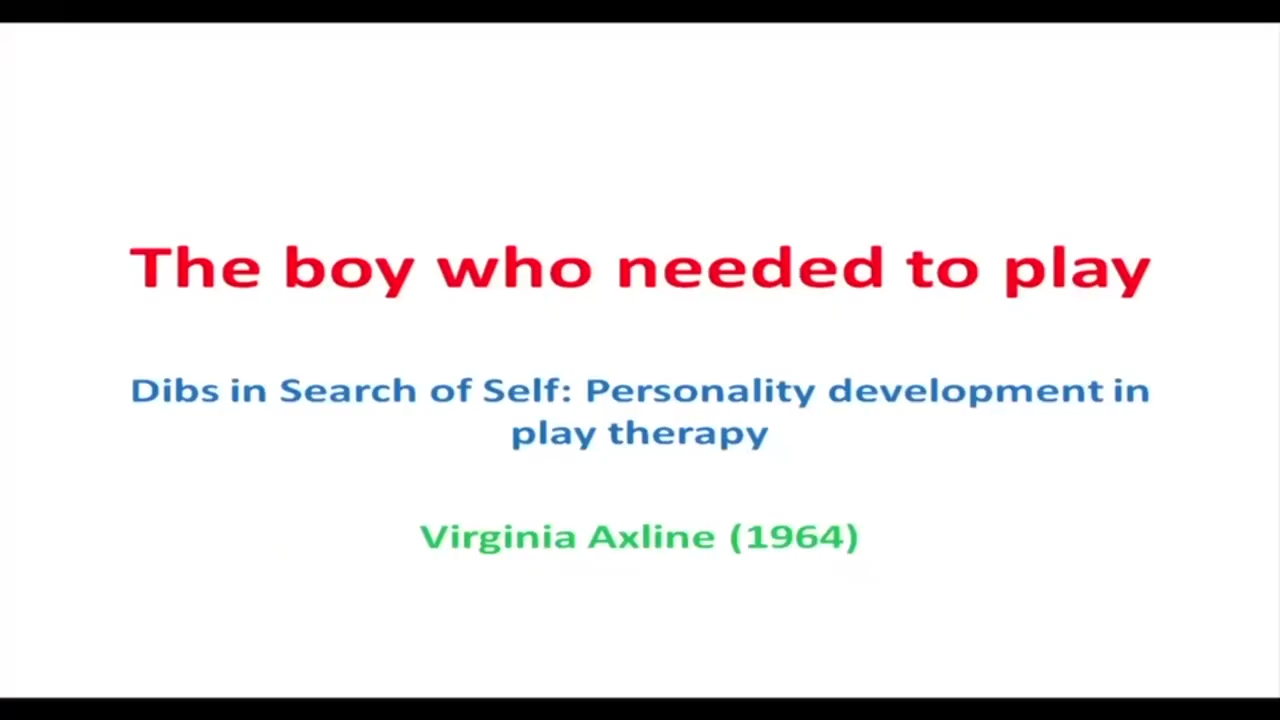 The boy who needed to play
Dibs in Search of Self: Personality development in
play therapy
Virginia Axline (1964)